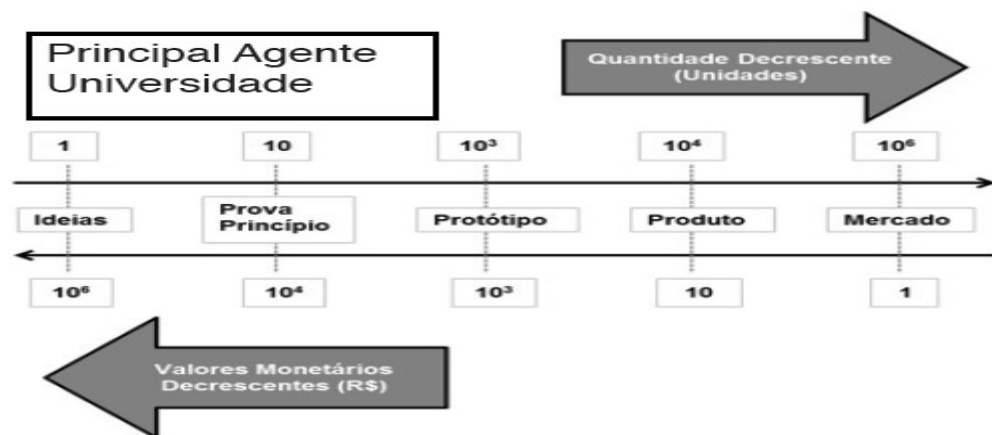 Principal Agente
Universidade
Quantidade Decrescente
(Unidades)
1 10 10³ 10⁴ 10⁶
Ideias
Prova
Princípio
Protótipo
Produto
Mercado
10⁶ 10⁴ 10³ 10 1
Valores Monetários
Decrescentes (R$)